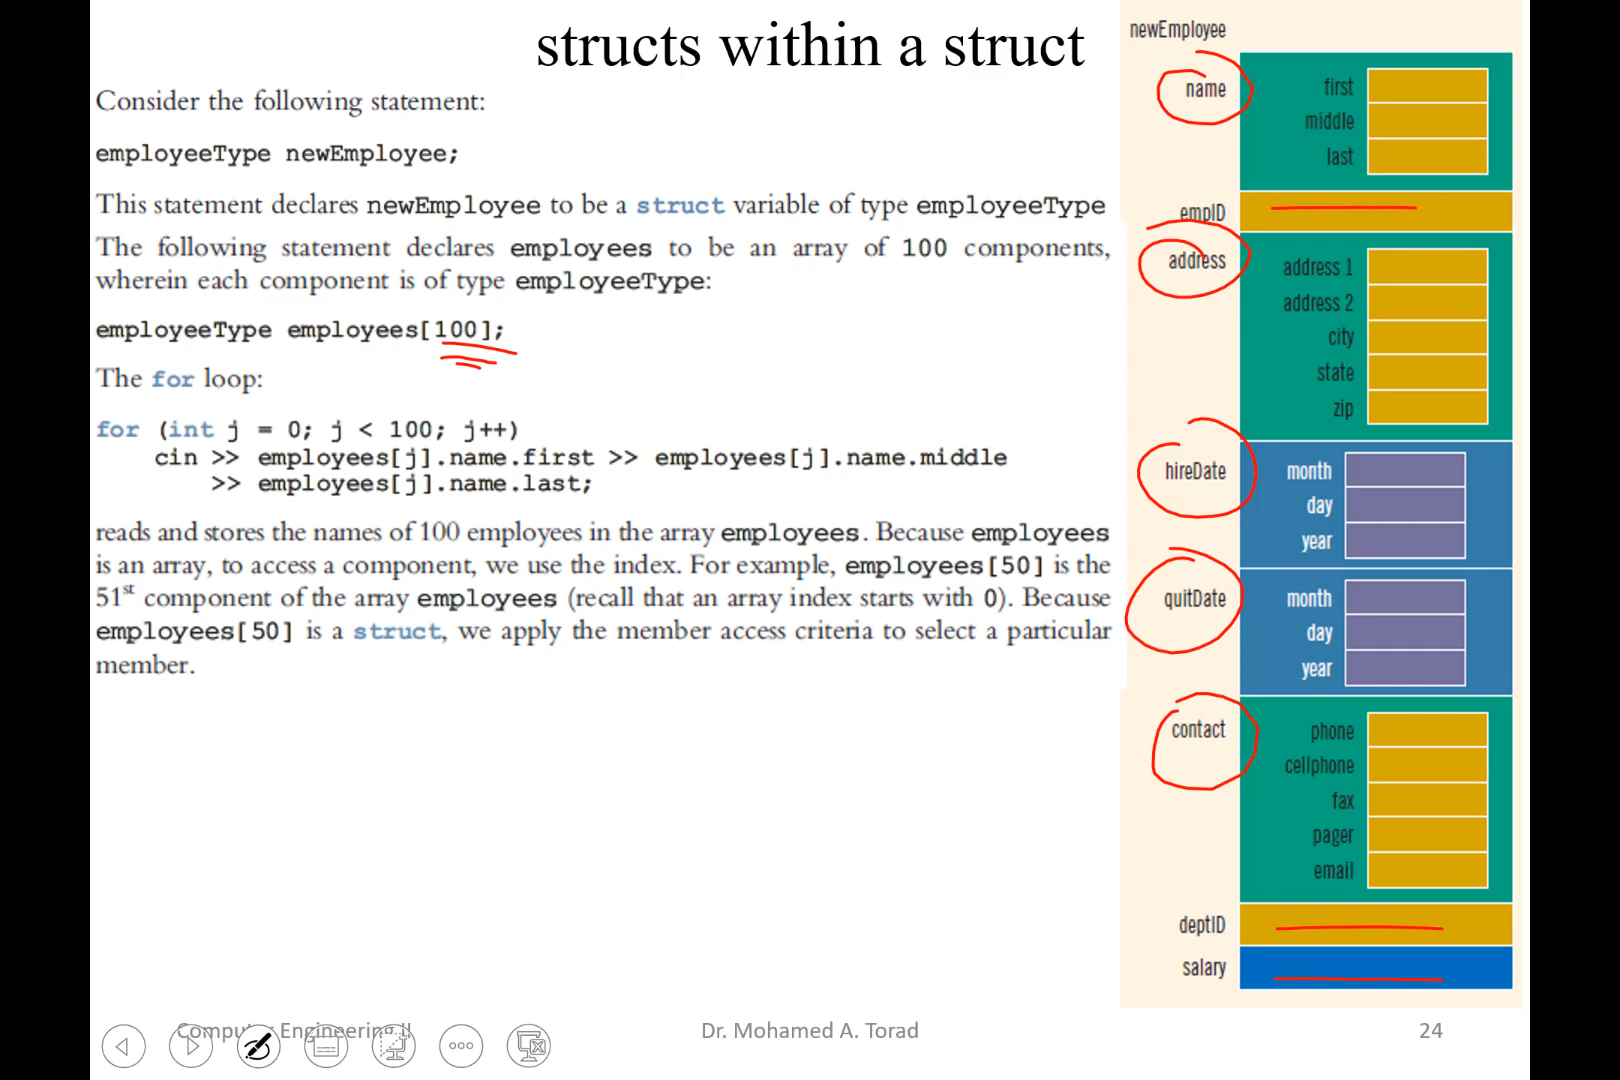 structs within a struct
Consider the following statement:
employeeType newEmployee;
This statement declares newEmployee to be a struct variable of type employeeType
The following statement declares employees to be an array of 100 components,
wherein each component is of type employeeType:
employeeType employees[100];
The for loop:
for (int j = 0; j < 100; j++)
cin >> employees[j].name.first >> employees[j].name.middle
>> employees[j].name.last;
reads and stores the names of 100 employees in the array employees. Because employees
is an array, to access a component, we use the index. For example, employees[50] is the
51st component of the array employees (recall that an array index starts with 0). Because
employees[50] is a struct, we apply the member access criteria to select a particular
member.
newEmployee
name
first
middle
last
empID
address
address 1
address 2
city
state
zip
hireDate
month
day
year
quitDate
month
day
year
contact
phone
cellphone
fax
pager
email
deptID
salary
Computer Engineering II
Dr. Mohamed A. Torad
24